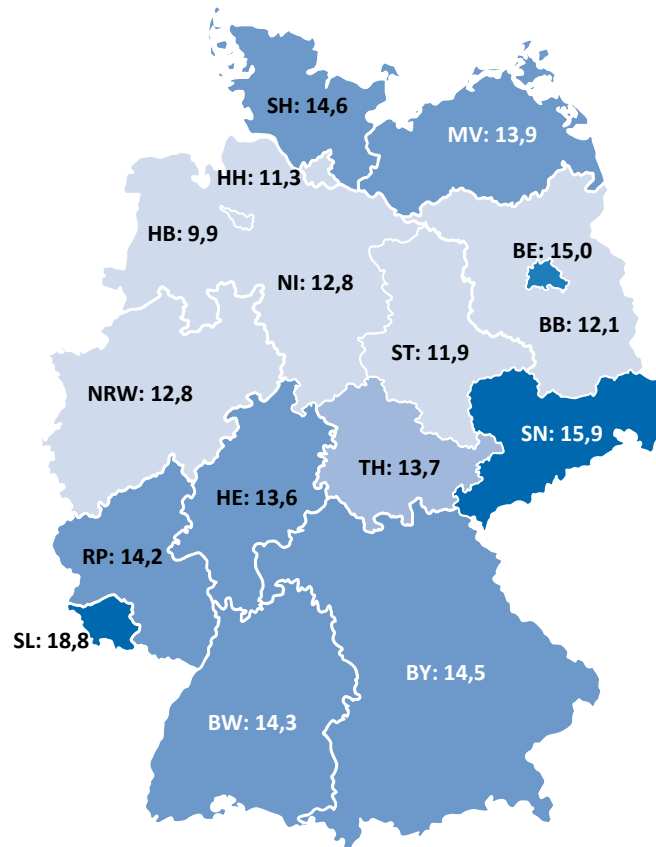 SH: 14,6
MV: 13,9
HH: 11,3
HB: 9,9
BE: 15,0
NI: 12,8
BB: 12,1
ST: 11,9
NRW: 12,8
SN: 15,9
TH: 13,7
HE: 13,6
RP: 14,2
SL: 18,8
BY: 14,5
BW: 14,3